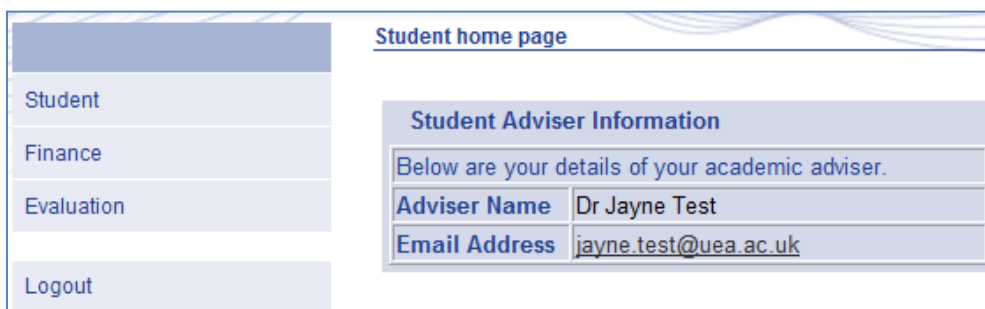 Student home page
Student
Finance
Evaluation
Logout
Student Adviser Information
Below are your details of your academic adviser.
Adviser Name Dr Jayne Test
Email Address jayne.test@uea.ac.uk